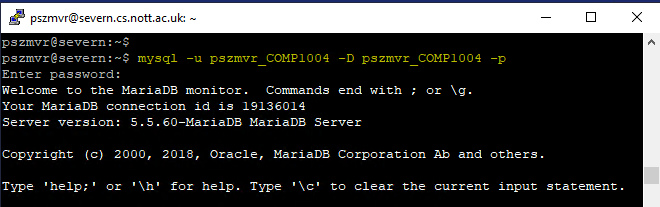 pszmvr@severn.cs.nott.ac.uk: ~
pszmvr@severn:~$
pszmvr@severn:~$ mysql -u pszmvr_COMP1004 -D pszmvr_COMP1004 -p
Enter password:
Welcome to the MariaDB monitor.  Commands end with ; or \g.
Your MariaDB connection id is 19136014
Server version: 5.5.60-MariaDB MariaDB Server
Copyright (c) 2000, 2018, Oracle, MariaDB Corporation Ab and others.
Type 'help;' or '\h' for help. Type '\c' to clear the current input statement.